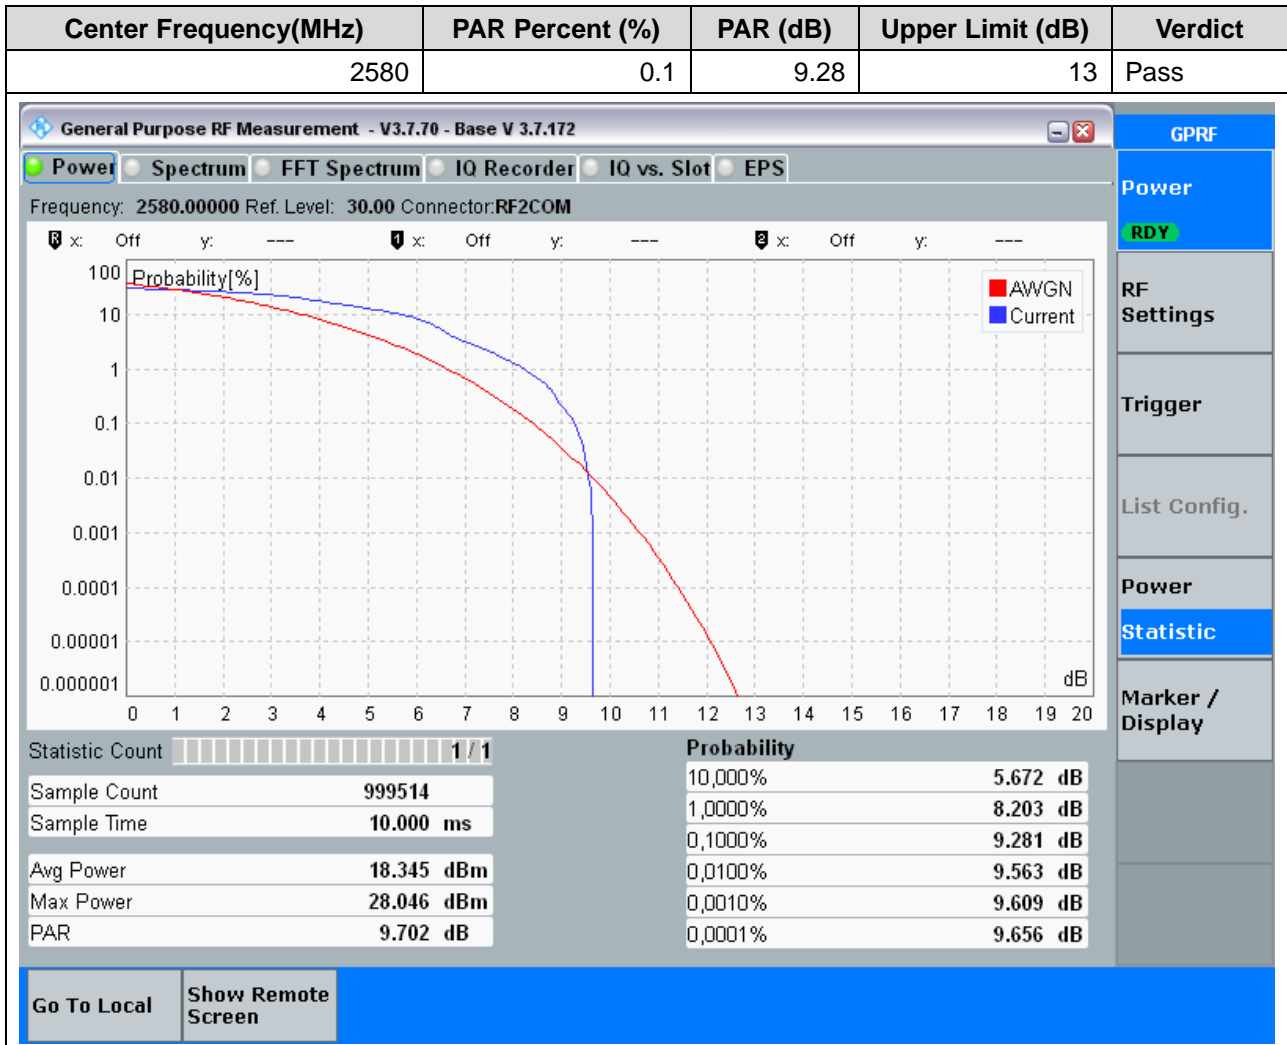 Center Frequency(MHz) PAR Percent (%) PAR (dB) Upper Limit (dB) Verdict
2580 0.1 9.28 13 Pass
General Purpose RF Measurement - V3.7.70 - Base V 3.7.172
GPRF
Power Spectrum FFT Spectrum IQ Recorder IQ vs. Slot EPS
Power
RDY
Frequency: 2580.00000 Ref. Level: 30.00 Connector:RF2COM
R x: Off y: --- 1 x: Off y: --- 2 x: Off y: ---
Probability[%]
AWGN
Current
100
10
1
0.1
0.01
0.001
0.0001
0.00001
0.000001
dB
0 1 2 3 4 5 6 7 8 9 10 11 12 13 14 15 16 17 18 19 20
RF
Settings
Trigger
List Config.
Power
Statistic
Marker /
Display
Statistic Count 1 / 1
Sample Count 999514
Sample Time 10.000 ms
Avg Power 18.345 dBm
Max Power 28.046 dBm
PAR 9.702 dB
Probability
10,000% 5.672 dB
1,0000% 8.203 dB
0,1000% 9.281 dB
0,0100% 9.563 dB
0,0010% 9.609 dB
0,0001% 9.656 dB
Go To Local
Show Remote
Screen